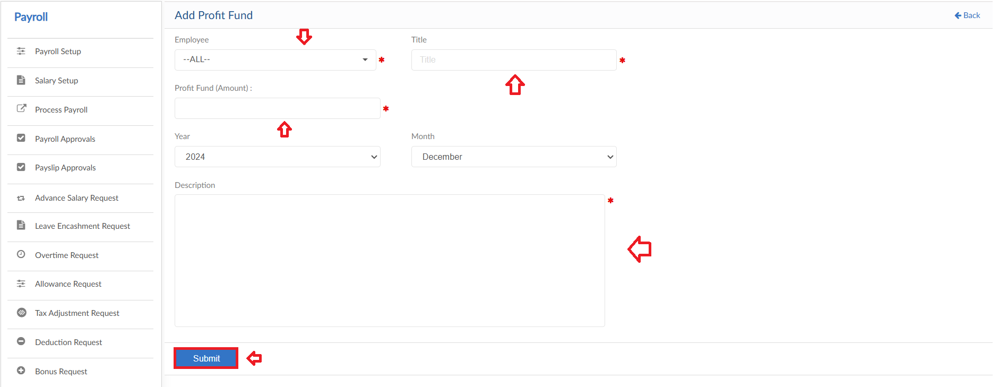 Payroll
Payroll Setup
Salary Setup
Process Payroll
Payroll Approvals
Payslip Approvals
Advance Salary Request
Leave Encashment Request
Overtime Request
Allowance Request
Tax Adjustment Request
Deduction Request
Bonus Request
Add Profit Fund
Back
Employee
Title
--ALL-- *
Title *
Profit Fund (Amount) :
*
Year
Month
2024
December
Description
*
Submit